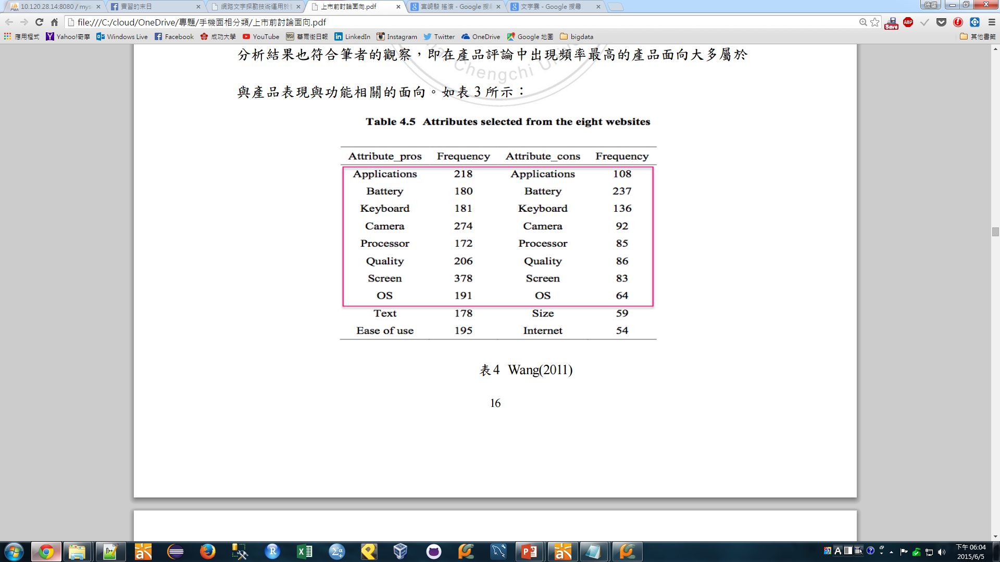 10.120.28.14:8080 / mys
實習的末日
網路文字探勘技術運用於
上市前討論面向.pdf
宮崎駿 搖滾 - Google 搜尋
文字雲 - Google 搜尋
德耀
file:///C:/cloud/OneDrive/專題/手機面相分類/上市前討論面向.pdf
Save
ABP
應用程式
Yahoo!奇摩
Windows Live
Facebook
成功大學
YouTube
WSJ 華爾街日報
LinkedIn
Instagram
Twitter
OneDrive
Google 地圖
bigdata
其他書籤
分析結果也符合筆者的觀察，即在產品評論中出現頻率最高的產品面向大多屬於
Chengchi Univer
與產品表現與功能相關的面向。如表 3 所示：
Table 4.5 Attributes selected from the eight websites
Attribute_pros Frequency Attribute_cons Frequency
Applications 218 Applications 108
Battery 180 Battery 237
Keyboard 181 Keyboard 136
Camera 274 Camera 92
Processor 172 Processor 85
Quality 206 Quality 86
Screen 378 Screen 83
OS 191 OS 64
Text 178 Size 59
Ease of use 195 Internet 54
表 4 Wang(2011)
16
下午 06:04
2015/6/5